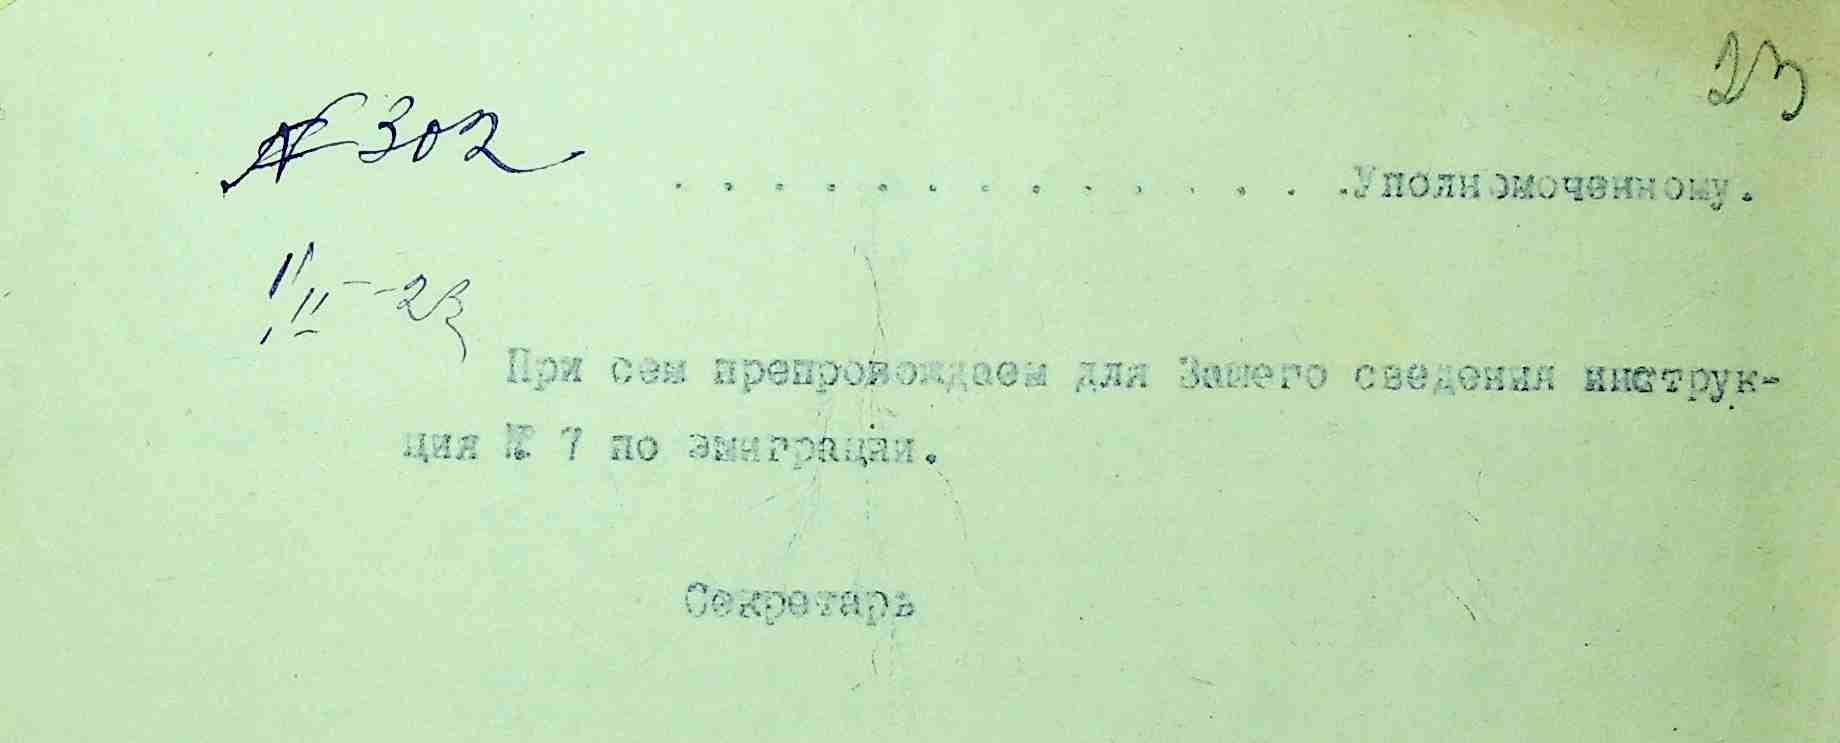 23
№ 302
. . . . . . . . . . . . . .Уполномоченному.
11/II--23
При сем препровождаем для Вашего сведения инструк-
ция № 7 по эмиграции.
Секретарь